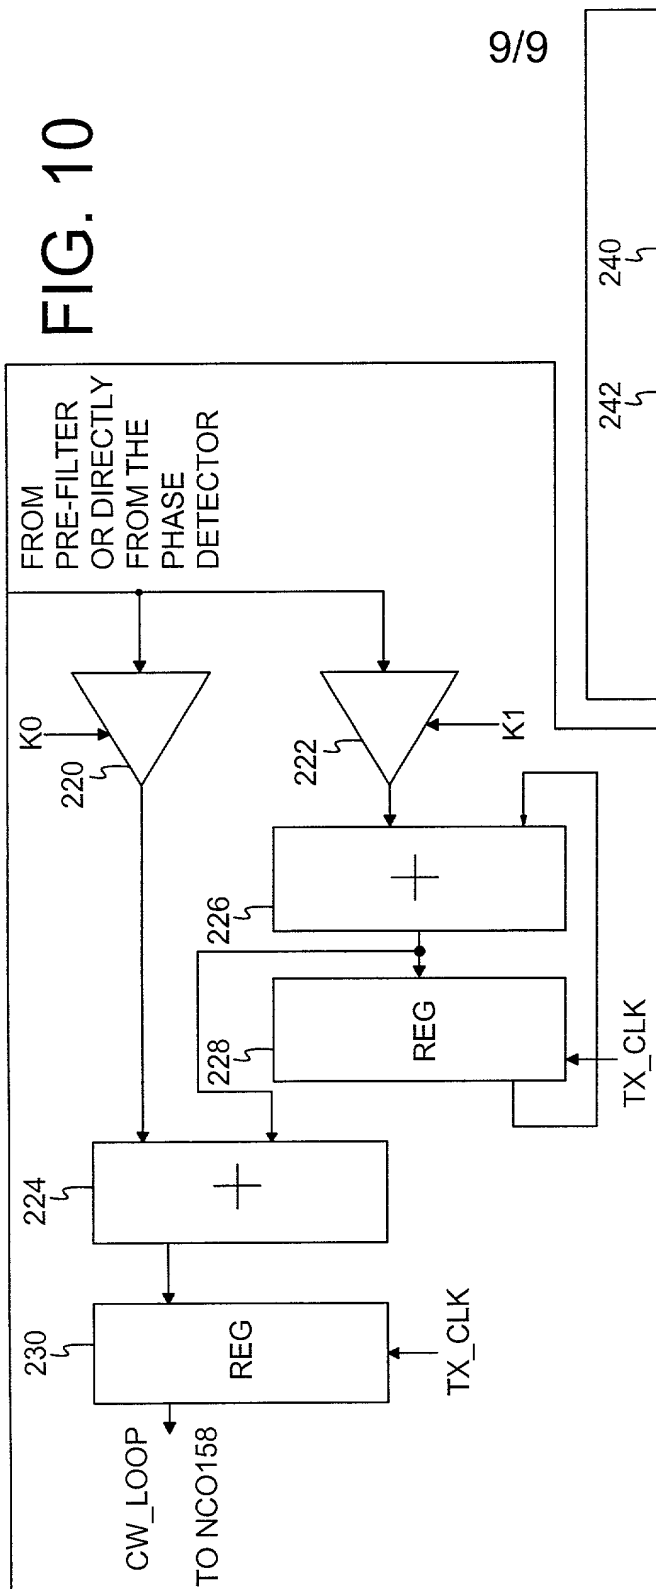 9/9
FIG. 10
FROM
PRE-FILTER
OR DIRECTLY
FROM THE
PHASE
DETECTOR
K0
220
222
K1
226
+
228
REG
TX_CLK
224
+
230
REG
TX_CLK
CW_LOOP
TO NCO158
240
242